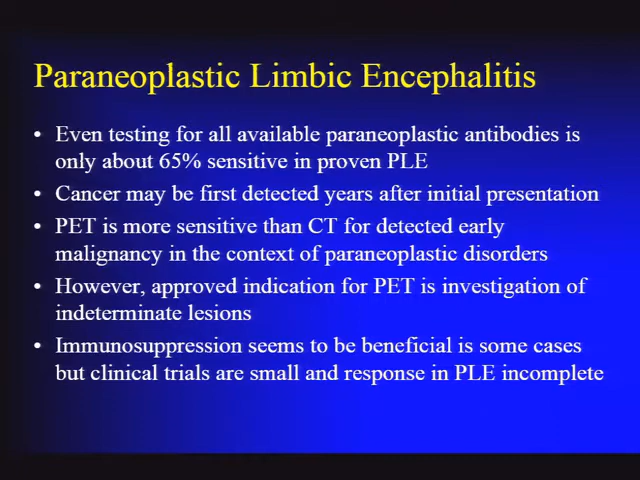 Paraneoplastic Limbic Encephalitis
• Even testing for all available paraneoplastic antibodies is
only about 65% sensitive in proven PLE
• Cancer may be first detected years after initial presentation
• PET is more sensitive than CT for detected early
malignancy in the context of paraneoplastic disorders
• However, approved indication for PET is investigation of
indeterminate lesions
• Immunosuppression seems to be beneficial is some cases
but clinical trials are small and response in PLE incomplete